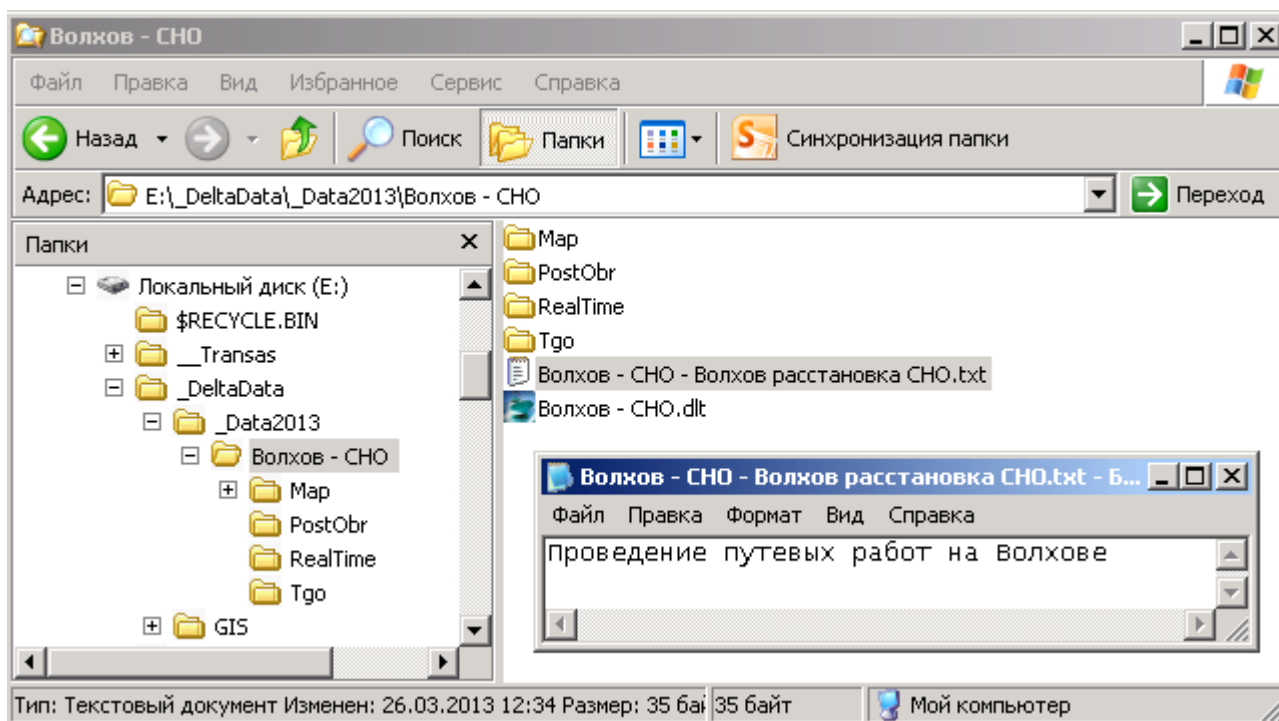 Волхов - СНО
Файл Правка Вид Избранное Сервис Справка
Назад Поиск Папки Синхронизация папки
Адрес: E:\_DeltaData\_Data2013\Волхов - СНО Переход
Папки
Локальный диск (E:)
$RECYCLE.BIN
__Transas
_DeltaData
_Data2013
Волхов - СНО
Map
PostObr
RealTime
Tgo
GIS
Map
PostObr
RealTime
Tgo
Волхов - СНО - Волхов расстановка СНО.txt
Волхов - СНО.dlt
Волхов - СНО - Волхов расстановка СНО.txt - Б...
Файл Правка Формат Вид Справка
Проведение путевых работ на Волхове
Тип: Текстовый документ Изменен: 26.03.2013 12:34 Размер: 35 бай 35 байт Мой компьютер